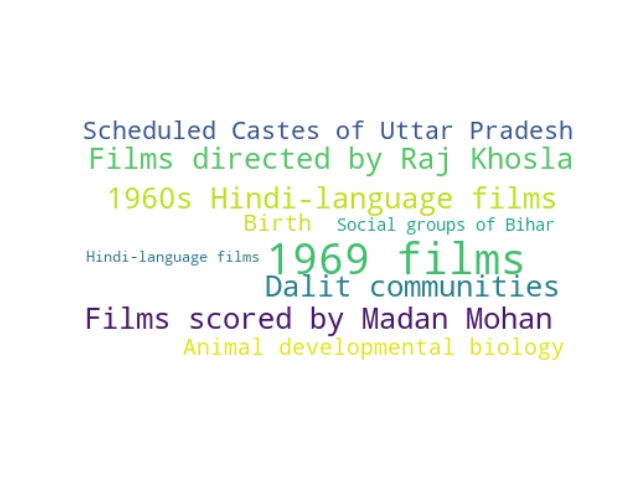 Scheduled Castes of Uttar Pradesh
Films directed by Raj Khosla
1960s Hindi-language films
Birth
Social groups of Bihar
Hindi-language films
1969 films
Dalit communities
Films scored by Madan Mohan
Animal developmental biology